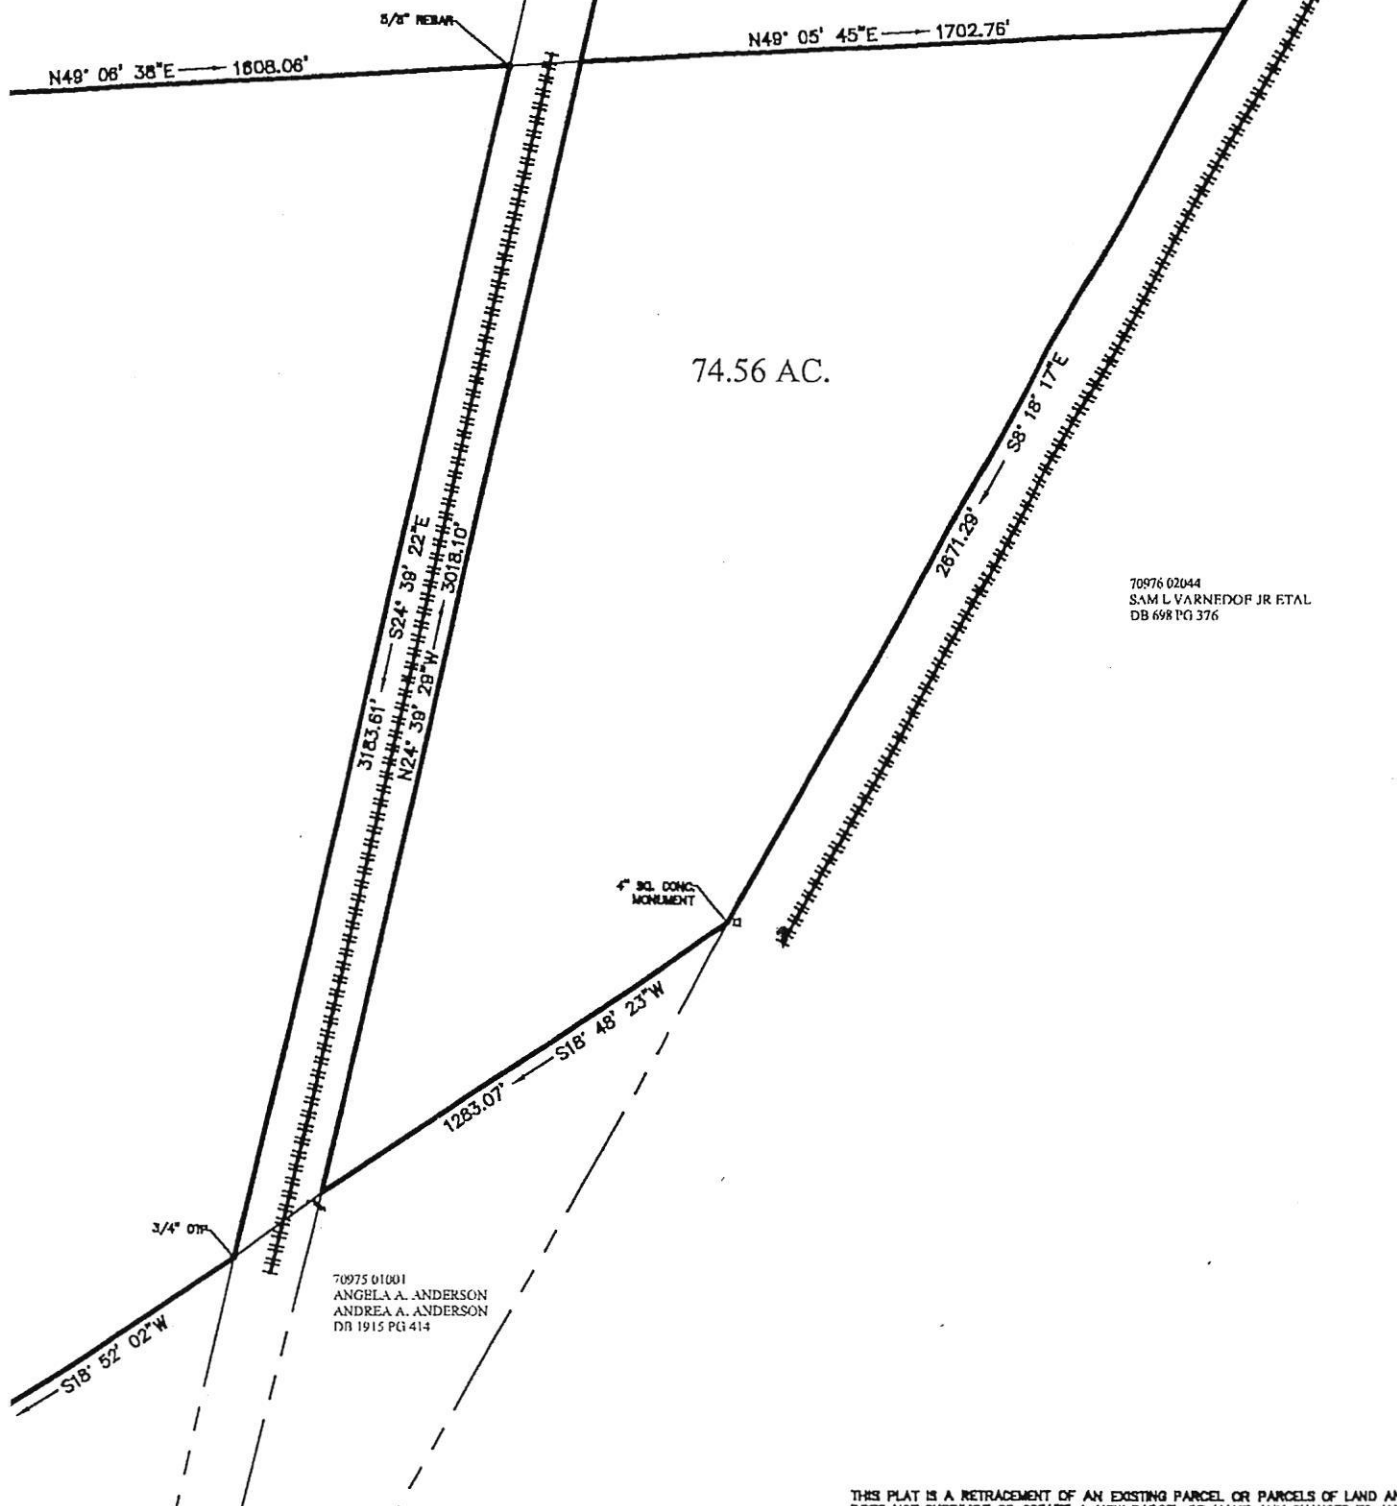 5/8" REBAR
N49° 05' 45"E 1702.76'
N49° 06' 38"E 1608.06'
74.56 AC.
S8° 18' 17"E
2671.29'
S24° 39' 22"E
3183.61'
N24° 39' 29"W 3018.10'
70976 02044
SAM L VARNEDOE JR ETAL
DB 698 PG 376
4" SQ. CONC.
MONUMENT
S18° 48' 23"W
1283.07'
3/4" OTP
70975 01001
ANGELA A. ANDERSON
ANDREA A. ANDERSON
DB 1915 PG 414
S18° 52' 02"W
THIS PLAT IS A RETRACEMENT OF AN EXISTING PARCEL OR PARCELS OF LAND